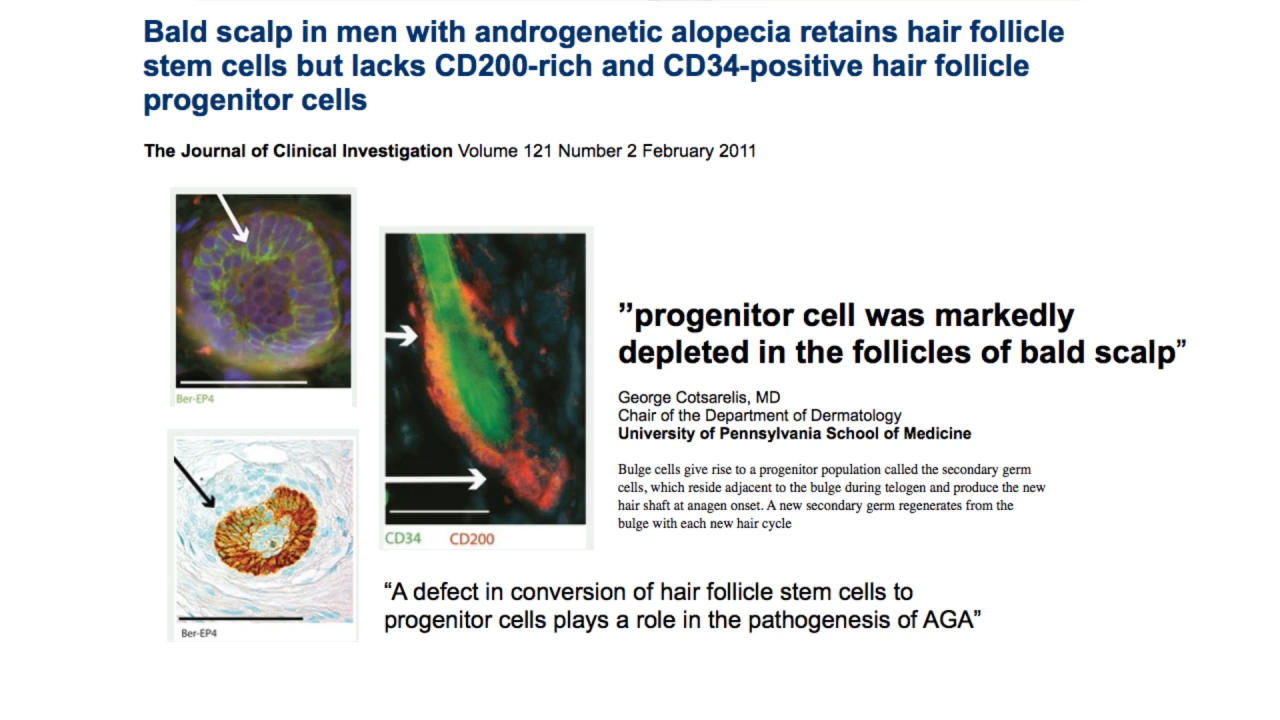 Bald scalp in men with androgenetic alopecia retains hair follicle
stem cells but lacks CD200-rich and CD34-positive hair follicle
progenitor cells
The Journal of Clinical Investigation Volume 121 Number 2 February 2011
Ber-EP4
CD34 CD200
Ber-EP4
”progenitor cell was markedly
depleted in the follicles of bald scalp”
George Cotsarelis, MD
Chair of the Department of Dermatology
University of Pennsylvania School of Medicine
Bulge cells give rise to a progenitor population called the secondary germ
cells, which reside adjacent to the bulge during telogen and produce the new
hair shaft at anagen onset. A new secondary germ regenerates from the
bulge with each new hair cycle
“A defect in conversion of hair follicle stem cells to
progenitor cells plays a role in the pathogenesis of AGA”